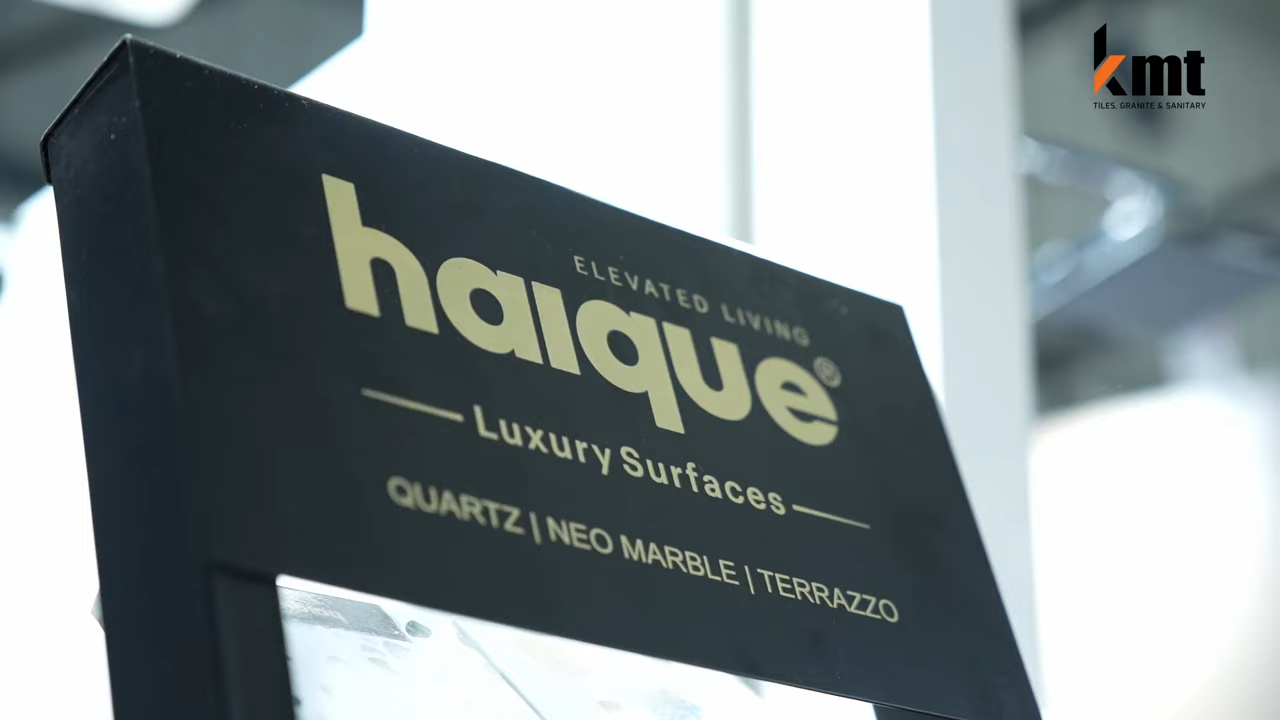 kmt
TILES, GRANITE & SANITARY
ELEVATED LIVING
haique®
Luxury Surfaces
QUARTZ | NEO MARBLE | TERRAZZO